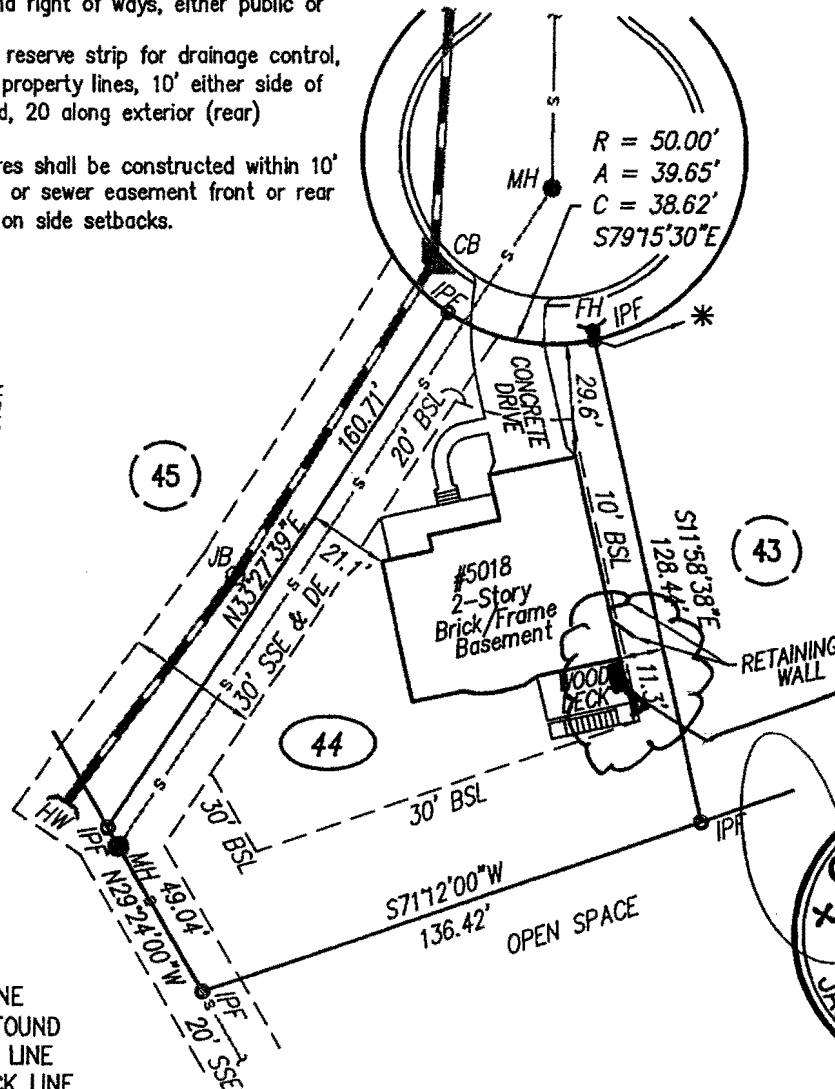 nd right of ways, either public or
reserve strip for drainage control,
property lines, 10' either side of
d, 20 along exterior (rear)
res shall be constructed within 10'
or sewer easement front or rear
on side setbacks.
R = 50.00'
A = 39.65'
C = 38.62'
S79°15'30"E
S
MH
CB
IPF
S
FH
IPF
*
CONCRETE
DRIVE
29.6'
160.71'
S
20' BSL
S
45
10' BSL
S11°58'38"E
128.44'
43
JB
N33°27'39"E
S
21.1'
#5018
2-Story
Brick/Frame
Basement
30' SSE & DE
S
RETAINING
WALL
WOOD
DECK
11.3'
44
30' BSL
30' BSL
HW
IPF
MH
49.04'
N29°24'00"W
S
IPF
S71°12'00"W
136.42'
OPEN SPACE
IPF
S
20' SSE
NE
FOUND
LINE
CK LINE
X
JA